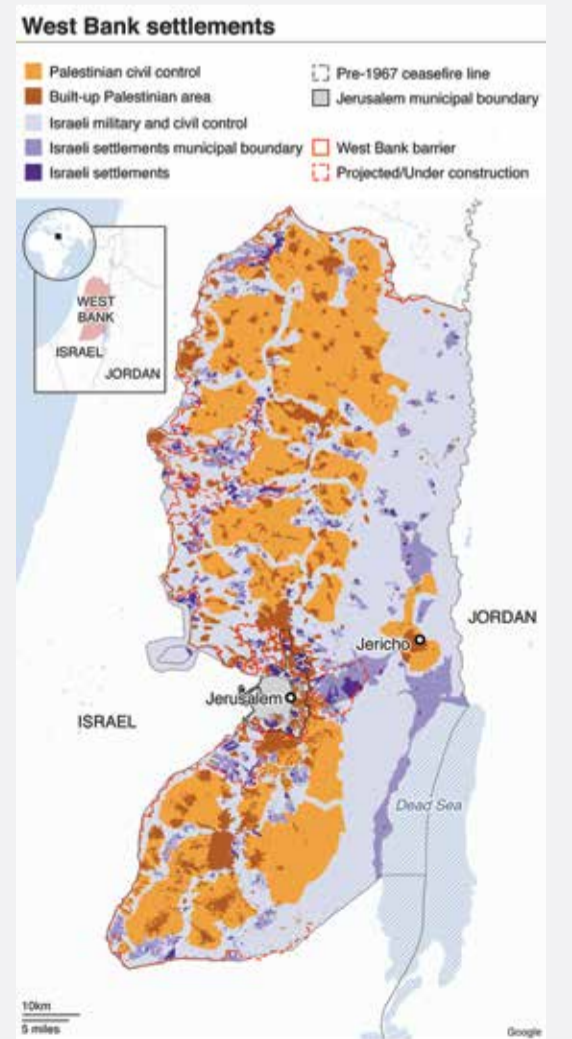 West Bank settlements
Palestinian civil control
Built-up Palestinian area
Israeli military and civil control
Israeli settlements municipal boundary
Israeli settlements
Pre-1967 ceasefire line
Jerusalem municipal boundary
West Bank barrier
Projected/Under construction
WEST
BANK
ISRAEL
JORDAN
JORDAN
Jericho
Jerusalem
ISRAEL
Dead Sea
10km
5 miles
Google